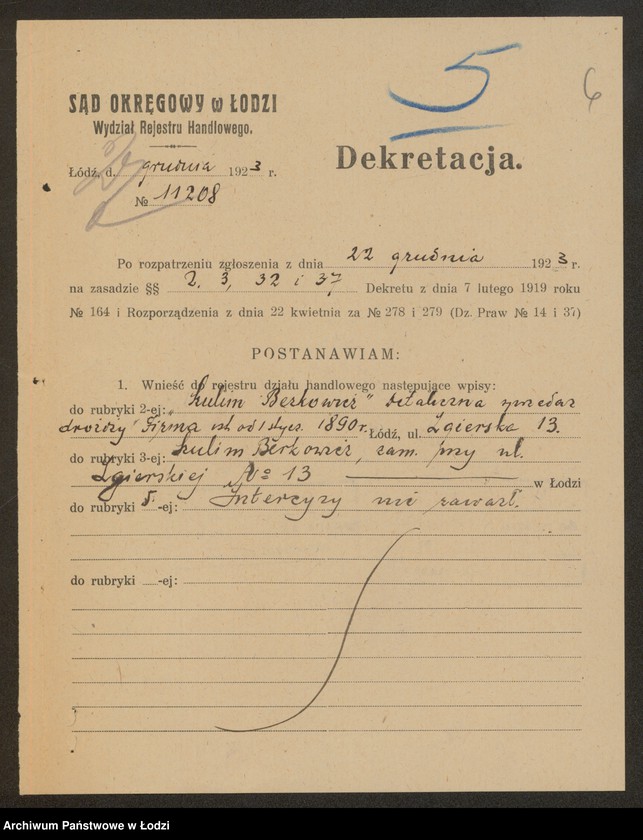 5
6
SĄD OKRĘGOWY w ŁODZI
Wydział Rejestru Handlowego.
Dekretacja.
Łódź, d. grudnia 1923 r.
№ 11208
Po rozpatrzeniu zgłoszenia z dnia 22 grudnia 1923 r.
na zasadzie §§ 2, 3, 32 i 37 Dekretu z dnia 7 lutego 1919 roku
№ 164 i Rozporządzenia z dnia 22 kwietnia za № 278 i 279 (Dz. Praw № 14 i 37)
POSTANAWIAM:
1. Wnieść do rejestru działu handlowego następujące wpisy:
do rubryki 2-ej: „Hulim Berkowicz" Detaliczna sprzedaż
drożdży Firma istn. od 1 stycz. 1890 r. Łódź, ul. Zgierska 13.
do rubryki 3-ej: Hulim Berkowicz, zam. przy ul.
Zgierskiej № 13 w Łodzi
do rubryki 5.-ej: Intercyzy nie zawarł.
do rubryki -ej:
Archiwum Państwowe w Łodzi